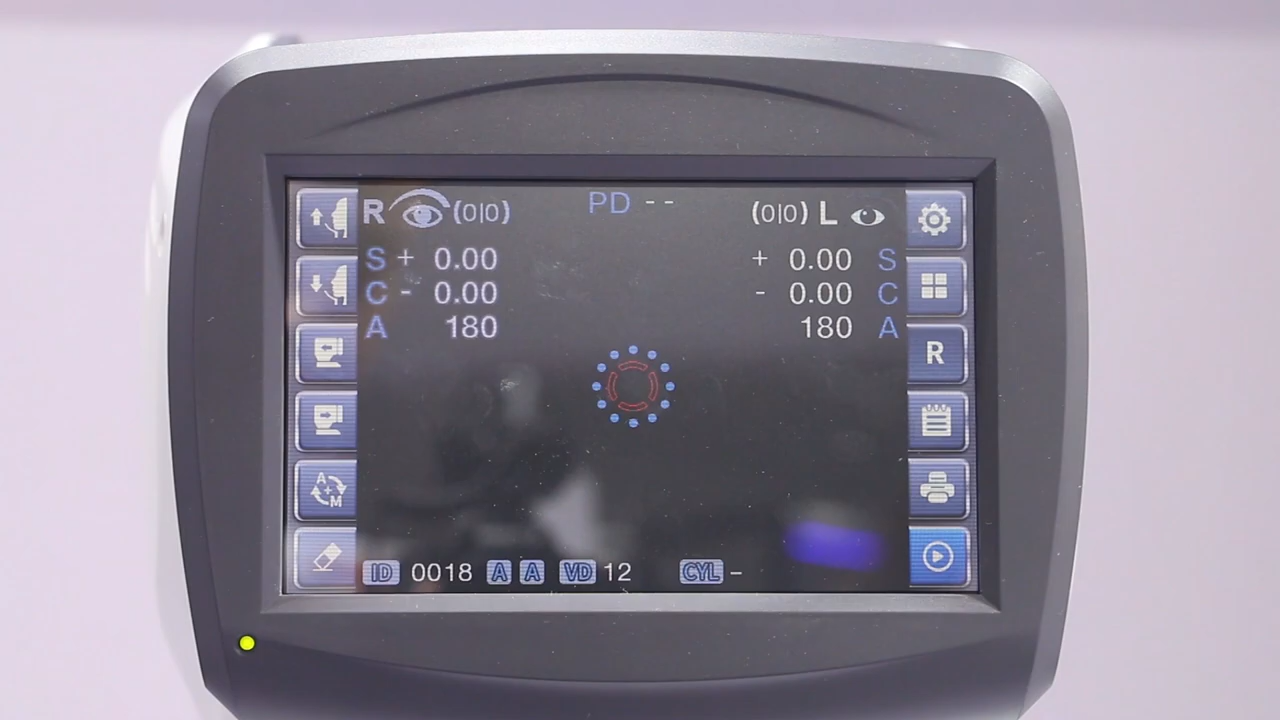 R (0|0) PD -- (0|0) L
S + 0.00 + 0.00 S
C - 0.00 - 0.00 C
A 180 180 A
R
A
M
ID 0018 A A VD 12 CYL -